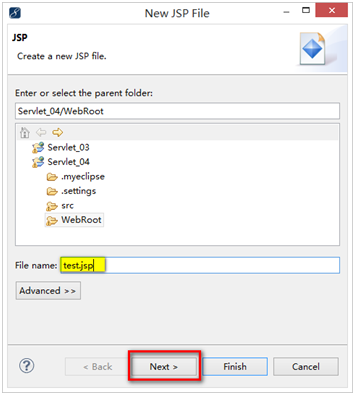 New JSP File
JSP
Create a new JSP file.
Enter or select the parent folder:
Servlet_04/WebRoot
Servlet_03
Servlet_04
.myeclipse
.settings
src
WebRoot
File name: test.jsp
Advanced >>
< Back Next > Finish Cancel